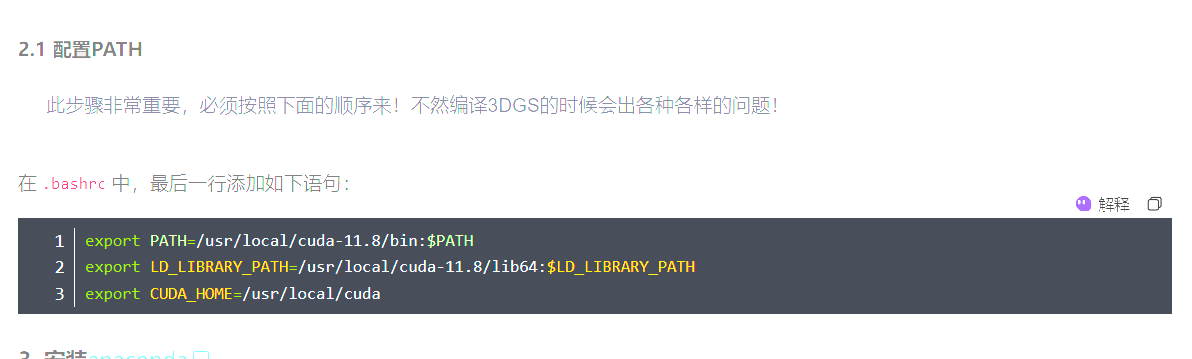 2.1 配置PATH
此步骤非常重要，必须按照下面的顺序来！不然编译3DGS的时候会出各种各样的问题！
在 .bashrc 中，最后一行添加如下语句：
解释
1 export PATH=/usr/local/cuda-11.8/bin:$PATH
2 export LD_LIBRARY_PATH=/usr/local/cuda-11.8/lib64:$LD_LIBRARY_PATH
3 export CUDA_HOME=/usr/local/cuda
3. 安装anaconda